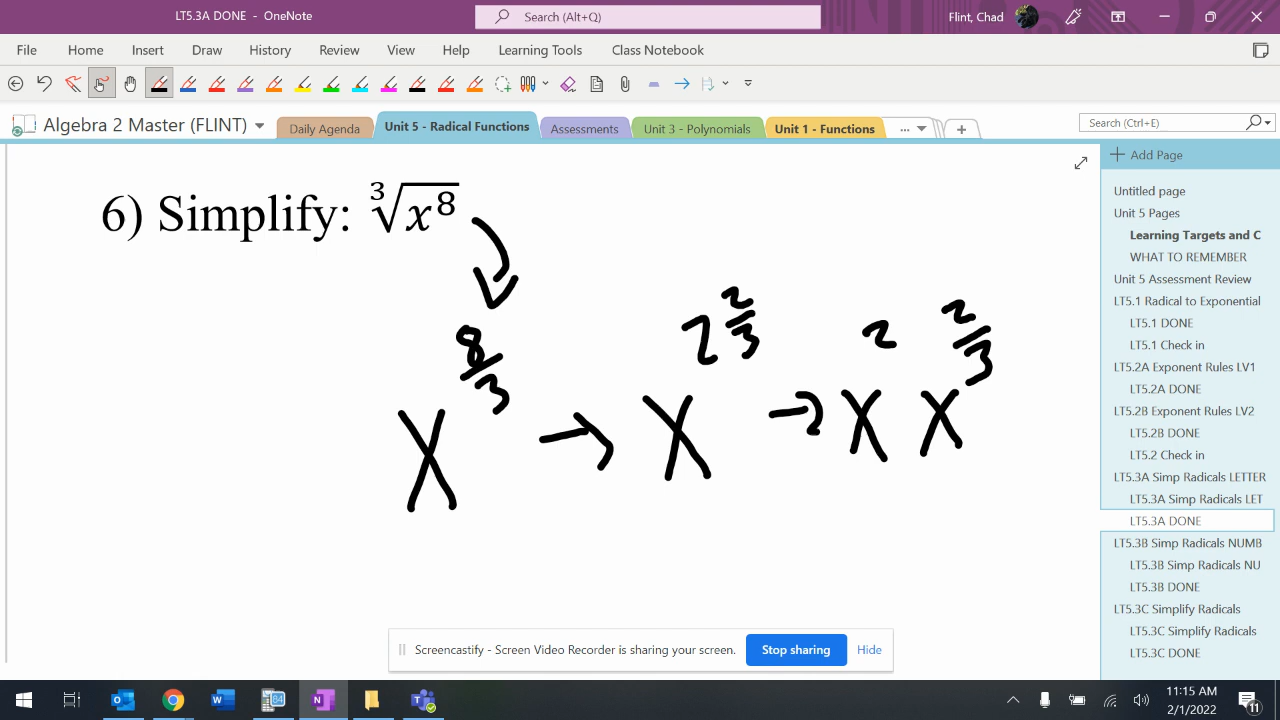 LT5.3A DONE - OneNote
Search (Alt+Q)
Flint, Chad
File Home Insert Draw History Review View Help Learning Tools Class Notebook
Algebra 2 Master (FLINT)
Daily Agenda
Unit 5 - Radical Functions
Assessments
Unit 3 - Polynomials
Unit 1 - Functions
...
Search (Ctrl+E)
6) Simplify: ∛x⁸
x^(8/3) → x^(2 2/3) → x^2 x^(2/3)
Add Page
Untitled page
Unit 5 Pages
Learning Targets and C
WHAT TO REMEMBER
Unit 5 Assessment Review
LT5.1 Radical to Exponential
LT5.1 DONE
LT5.1 Check in
LT5.2A Exponent Rules LV1
LT5.2A DONE
LT5.2B Exponent Rules LV2
LT5.2B DONE
LT5.2 Check in
LT5.3A Simp Radicals LETTER
LT5.3A Simp Radicals LET
LT5.3A DONE
LT5.3B Simp Radicals NUMB
LT5.3B Simp Radicals NU
LT5.3B DONE
LT5.3C Simplify Radicals
LT5.3C Simplify Radicals
LT5.3C DONE
Screencastify - Screen Video Recorder is sharing your screen.
Stop sharing
Hide
11:15 AM
2/1/2022
11